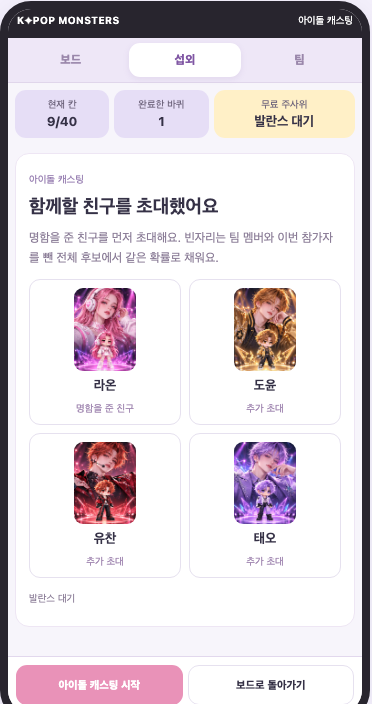 K✦POP MONSTERS
아이돌 캐스팅
보드
섭외
팀
현재 칸
9/40
완료한 바퀴
1
무료 주사위
발란스 대기
아이돌 캐스팅
함께할 친구를 초대했어요
명함을 준 친구를 먼저 초대해요. 빈자리는 팀 멤버와 이번 참가자
를 뺀 전체 후보에서 같은 확률로 채워요.
라온
명함을 준 친구
도윤
추가 초대
유찬
추가 초대
태오
추가 초대
발란스 대기
아이돌 캐스팅 시작
보드로 돌아가기